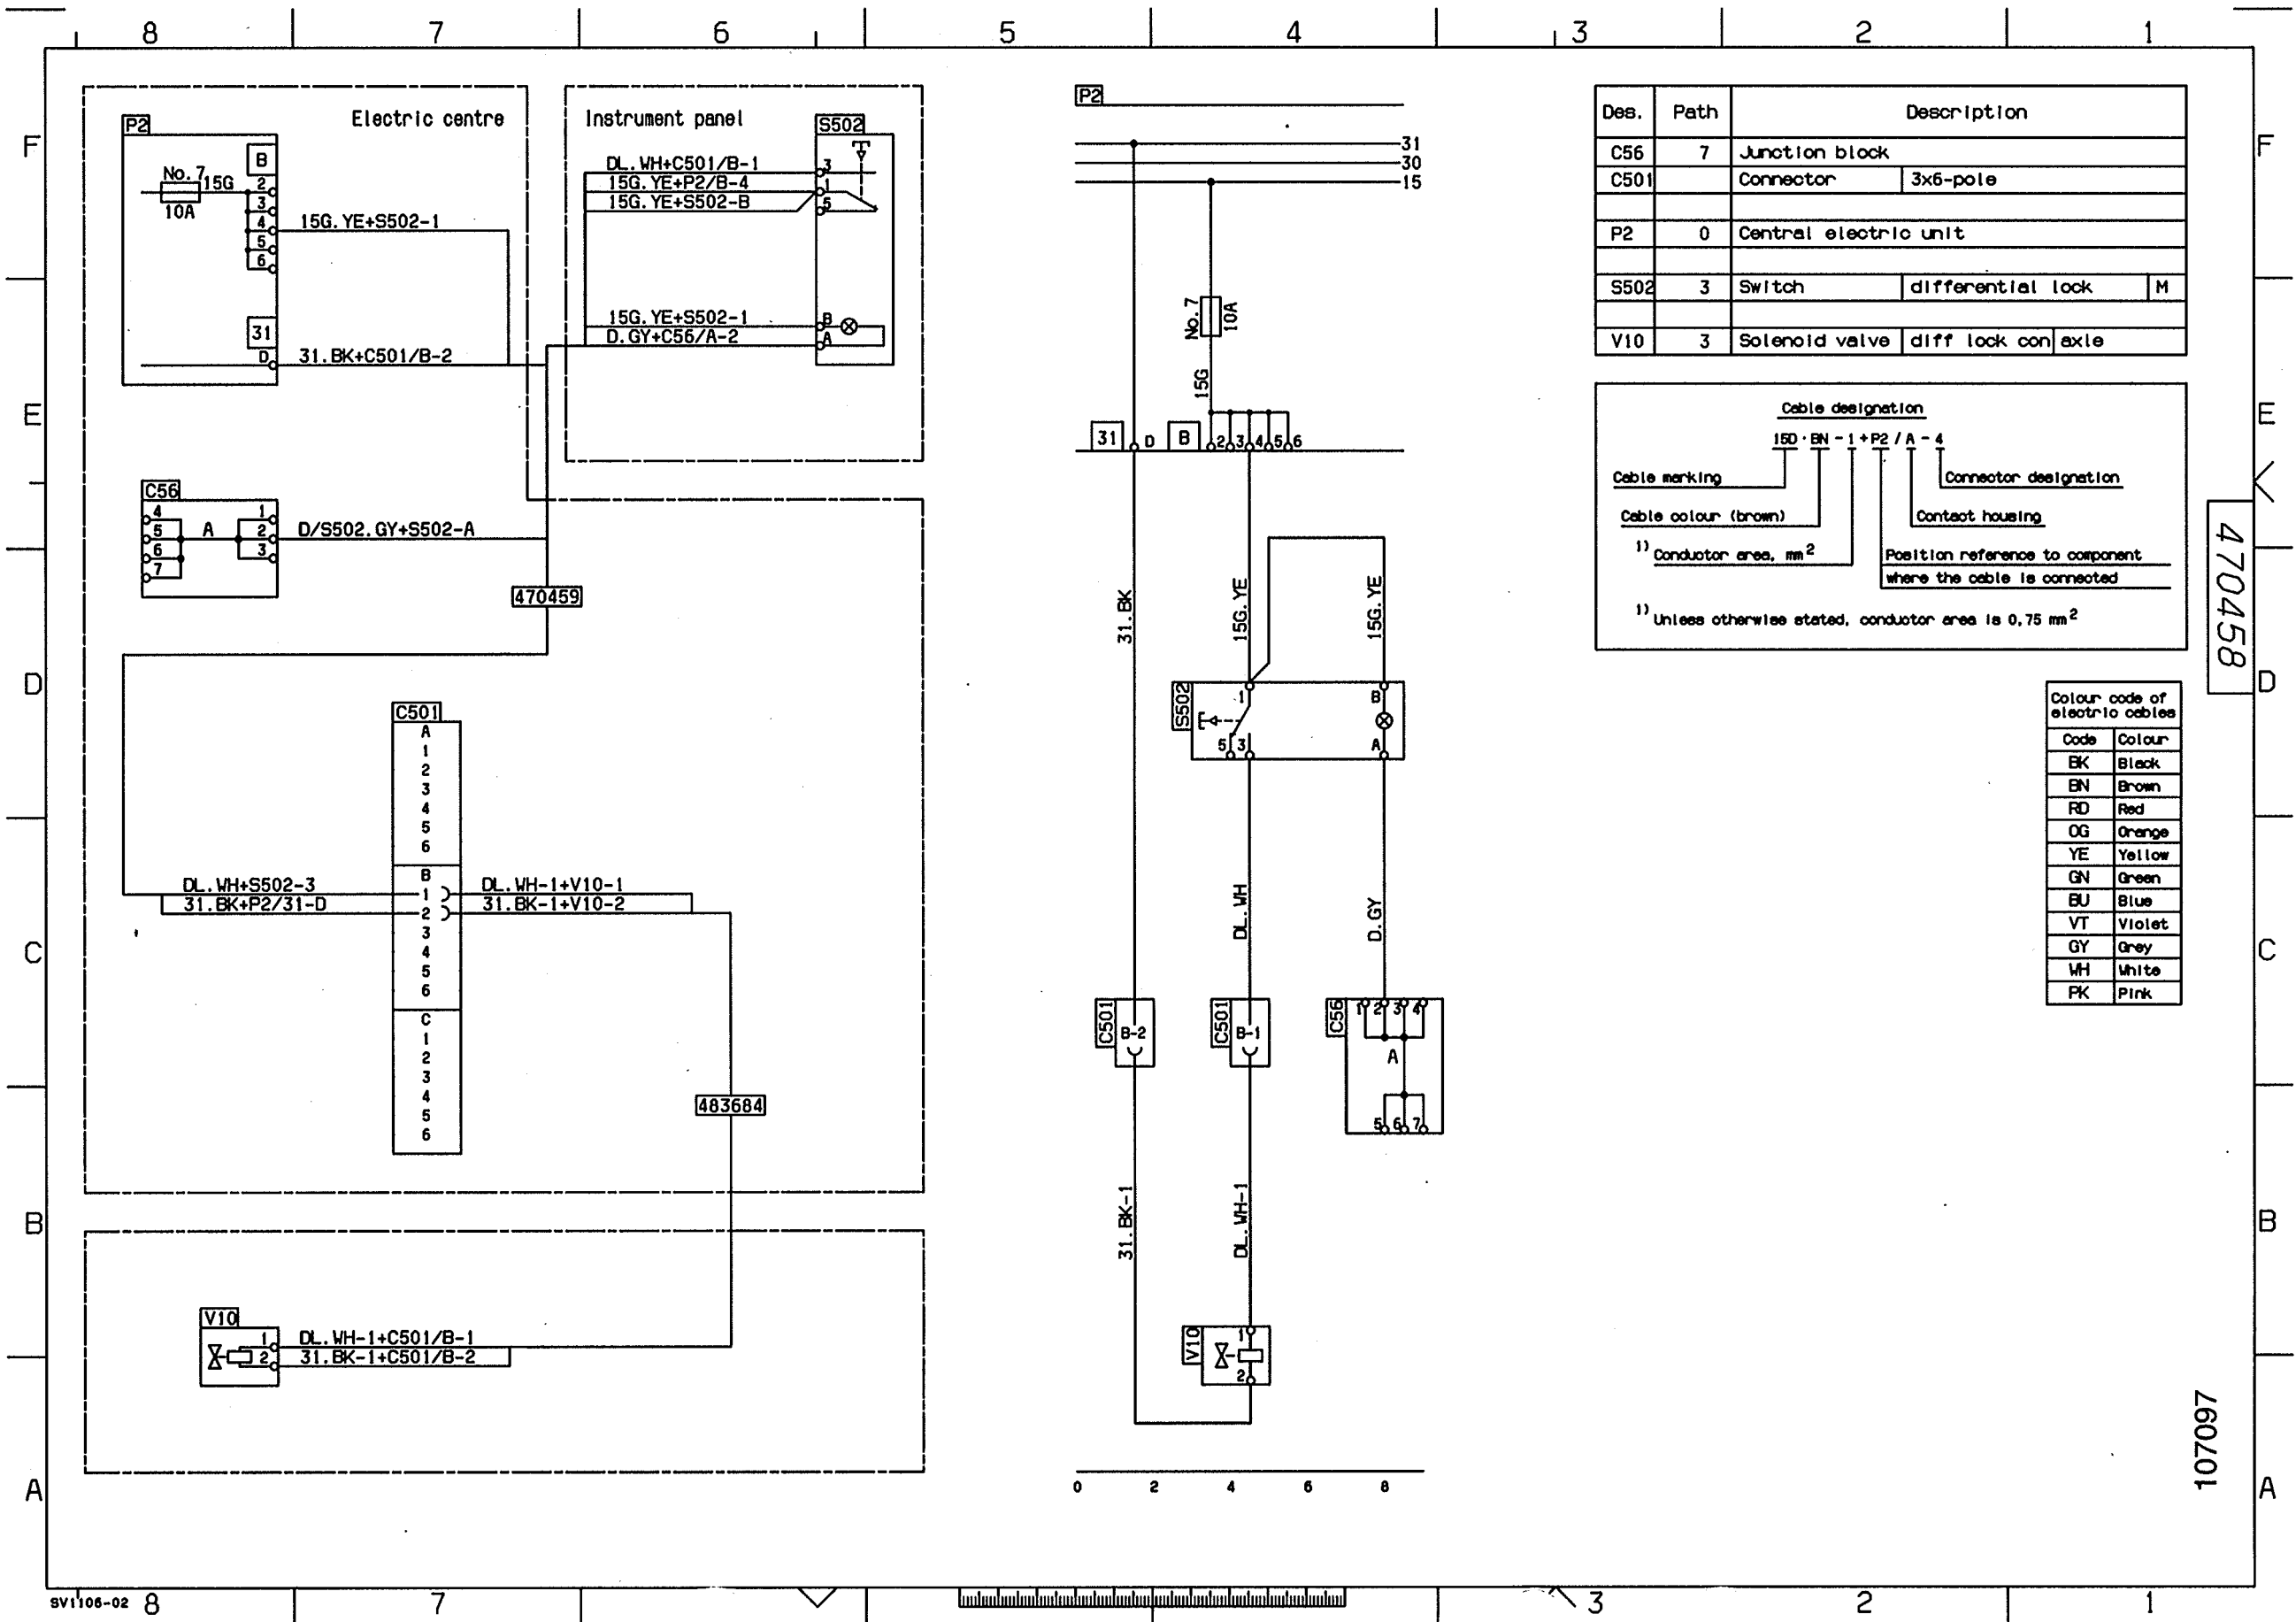 8 7 6 5 4 3 2 1
F
E
D
C
B
A
Electric centre
P2
B
No. 7
15G
10A
2
3
4
5
6
15G. YE+S502-1
31
D
31. BK+C501/B-2
Instrument panel
S502
DL. WH+C501/B-1
3
15G. YE+P2/B-4
1
15G. YE+S502-B
5
15G. YE+S502-1
B
D. GY+C56/A-2
A
C56
4
5
6
7
A
1
2
3
D/S502. GY+S502-A
470459
C501
A
1
2
3
4
5
6
B
DL. WH+S502-3
1
DL. WH-1+V10-1
31. BK+P2/31-D
2
31. BK-1+V10-2
3
4
5
6
C
1
2
3
4
5
6
483684
V10
1
DL. WH-1+C501/B-1
2
31. BK-1+C501/B-2
P2
31
30
15
No. 7
10A
15G
31
D
B
2 3 4 5 6
31. BK
15G. YE
15G. YE
S502
1
B
5 3
A
DL. WH
D. GY
C501
B-2
C501
B-1
C56
1 2 3 4
A
5 6 7
31. BK-1
DL. WH-1
V10
1
2
0 2 4 6 8
Des. Path Description
C56 7 Junction block
C501 Connector 3x6-pole
P2 0 Central electric unit
S502 3 Switch differential lock M
V10 3 Solenoid valve diff lock con axle
Cable designation
15D · BN - 1 + P2 / A - 4
Cable marking
Connector designation
Cable colour (brown)
Contact housing
1) Conductor area, mm2
Position reference to component
where the cable is connected
1) Unless otherwise stated, conductor area is 0,75 mm2
470458
Colour code of
electric cables
Code Colour
BK Black
BN Brown
RD Red
OG Orange
YE Yellow
GN Green
BU Blue
VT Violet
GY Grey
WH White
PK Pink
107097
F
E
D
C
B
A
SV1106-02
8 7 3 2 1